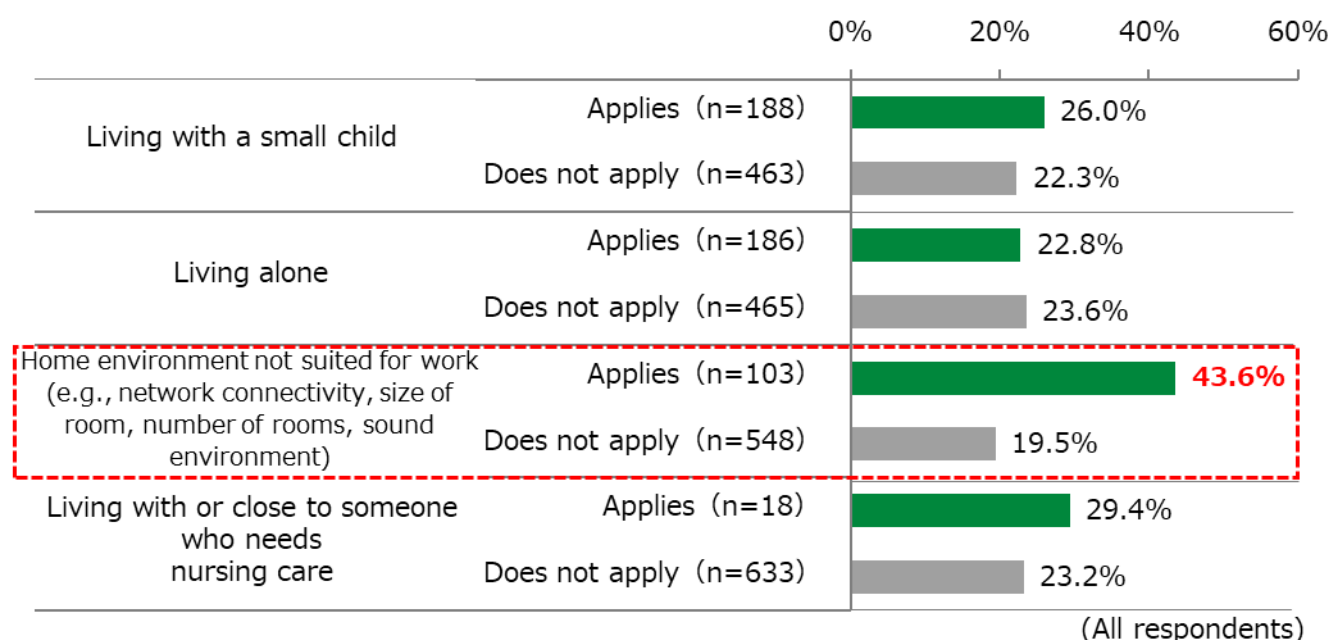 0% 20% 40% 60%
Living with a small child
Applies（n=188） 26.0%
Does not apply（n=463） 22.3%
Living alone
Applies（n=186） 22.8%
Does not apply（n=465） 23.6%
Home environment not suited for work
(e.g., network connectivity, size of
room, number of rooms, sound
environment)
Applies（n=103） 43.6%
Does not apply（n=548） 19.5%
Living with or close to someone
who needs
nursing care
Applies（n=18） 29.4%
Does not apply（n=633） 23.2%
(All respondents)